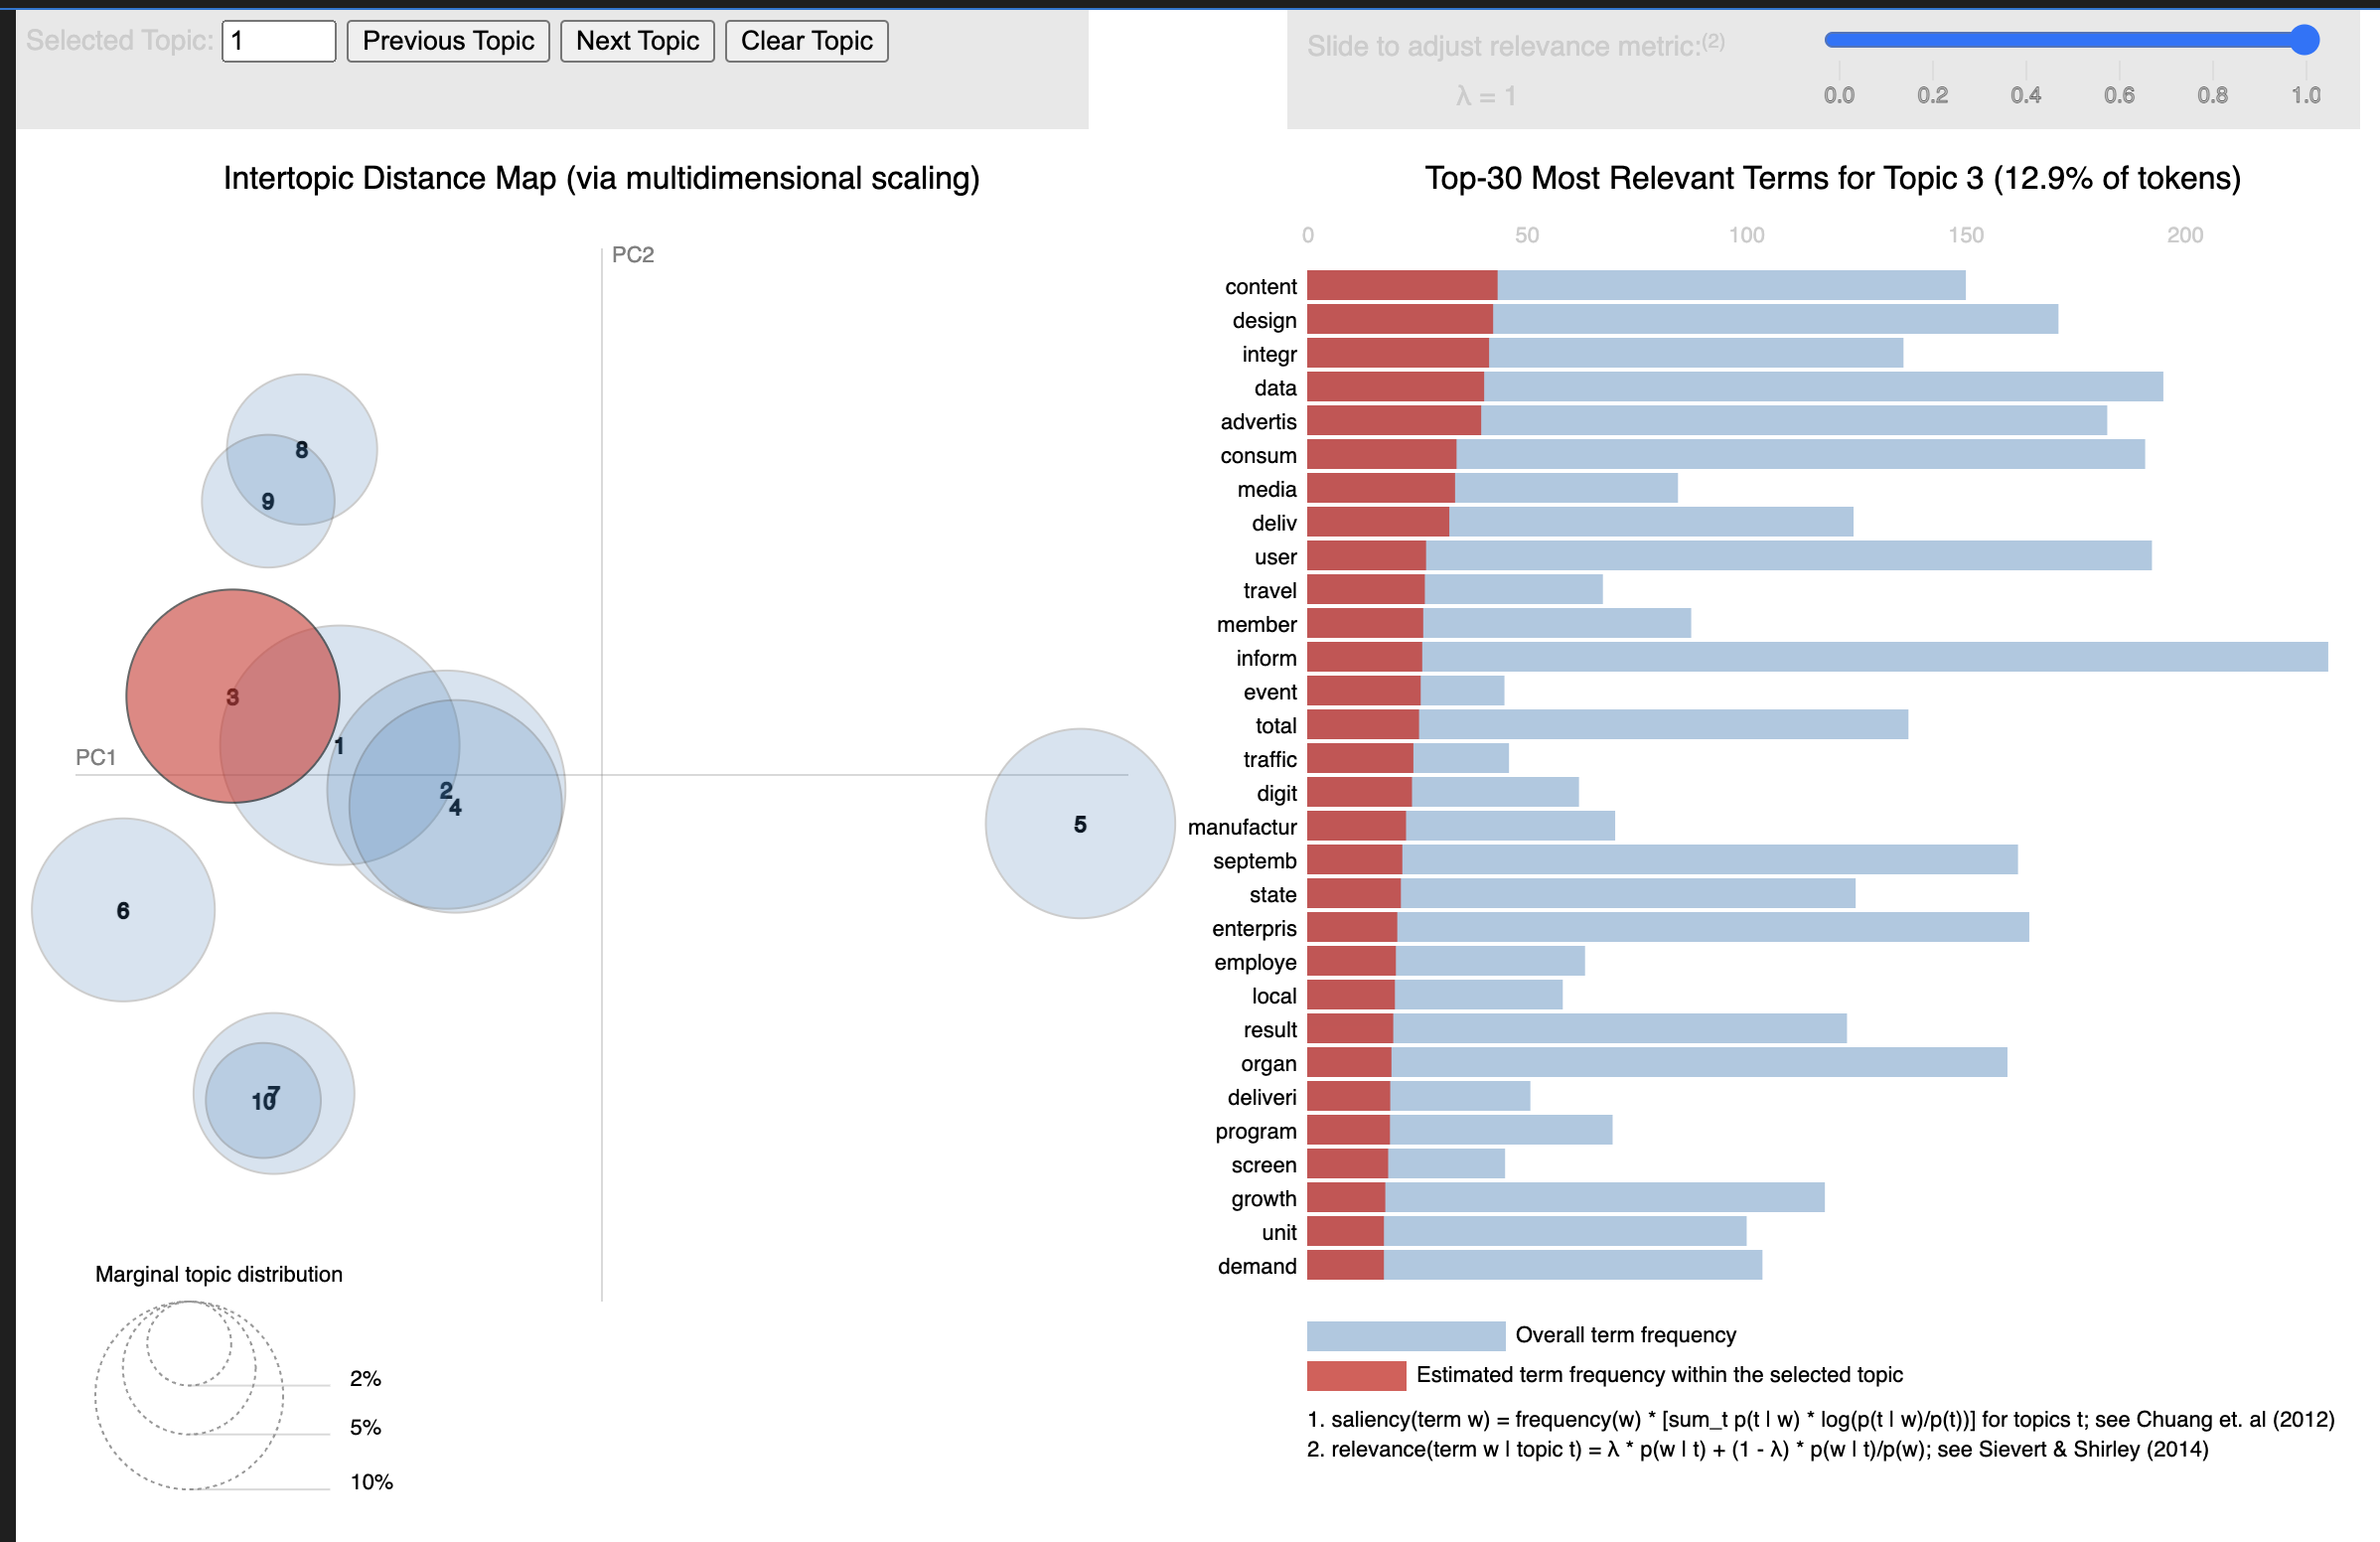 Selected Topic: 1 Previous Topic Next Topic Clear Topic
Slide to adjust relevance metric:(2)
λ = 1
0.0 0.2 0.4 0.6 0.8 1.0
Intertopic Distance Map (via multidimensional scaling)
PC2
8
9
3
1
PC1
2
4
5
6
7
10
Marginal topic distribution
2%
5%
10%
Top-30 Most Relevant Terms for Topic 3 (12.9% of tokens)
0 50 100 150 200
content
design
integr
data
advertis
consum
media
deliv
user
travel
member
inform
event
total
traffic
digit
manufactur
septemb
state
enterpris
employe
local
result
organ
deliveri
program
screen
growth
unit
demand
Overall term frequency
Estimated term frequency within the selected topic
1. saliency(term w) = frequency(w) * [sum_t p(t | w) * log(p(t | w)/p(t))] for topics t; see Chuang et. al (2012)
2. relevance(term w | topic t) = λ * p(w | t) + (1 - λ) * p(w | t)/p(w); see Sievert & Shirley (2014)